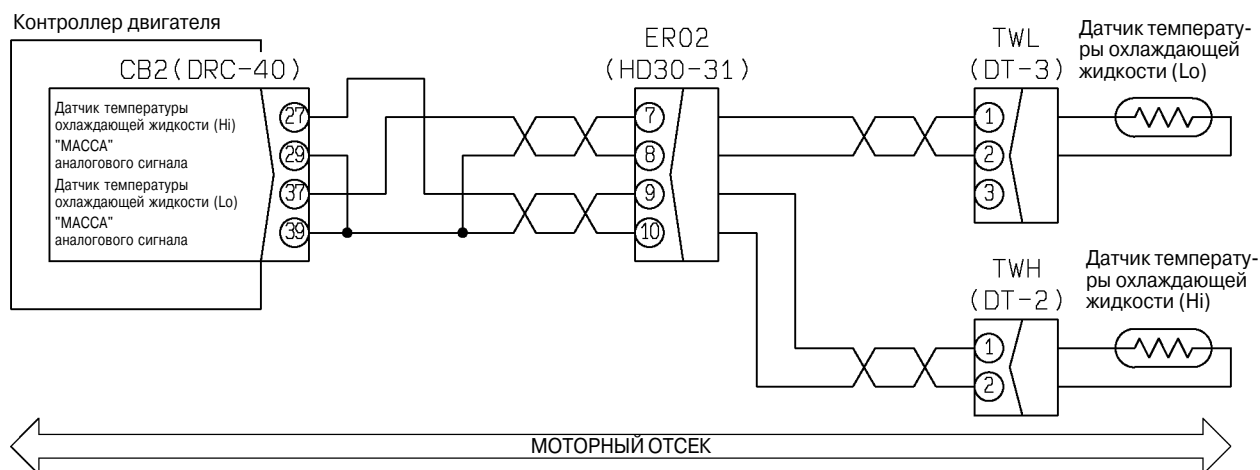 Контроллер двигателя
CB2(DRC-40)
Датчик температуры
охлаждающей жидкости (Hi)
"МАССА"
аналогового сигнала
Датчик температуры
охлаждающей жидкости (Lo)
"МАССА"
аналогового сигнала
27
29
37
39
ER02
(HD30-31)
7
8
9
10
TWL
(DT-3)
1
2
3
Датчик температу-
ры охлаждающей
жидкости (Lo)
TWH
(DT-2)
1
2
Датчик температу-
ры охлаждающей
жидкости (Hi)
МОТОРНЫЙ ОТСЕК